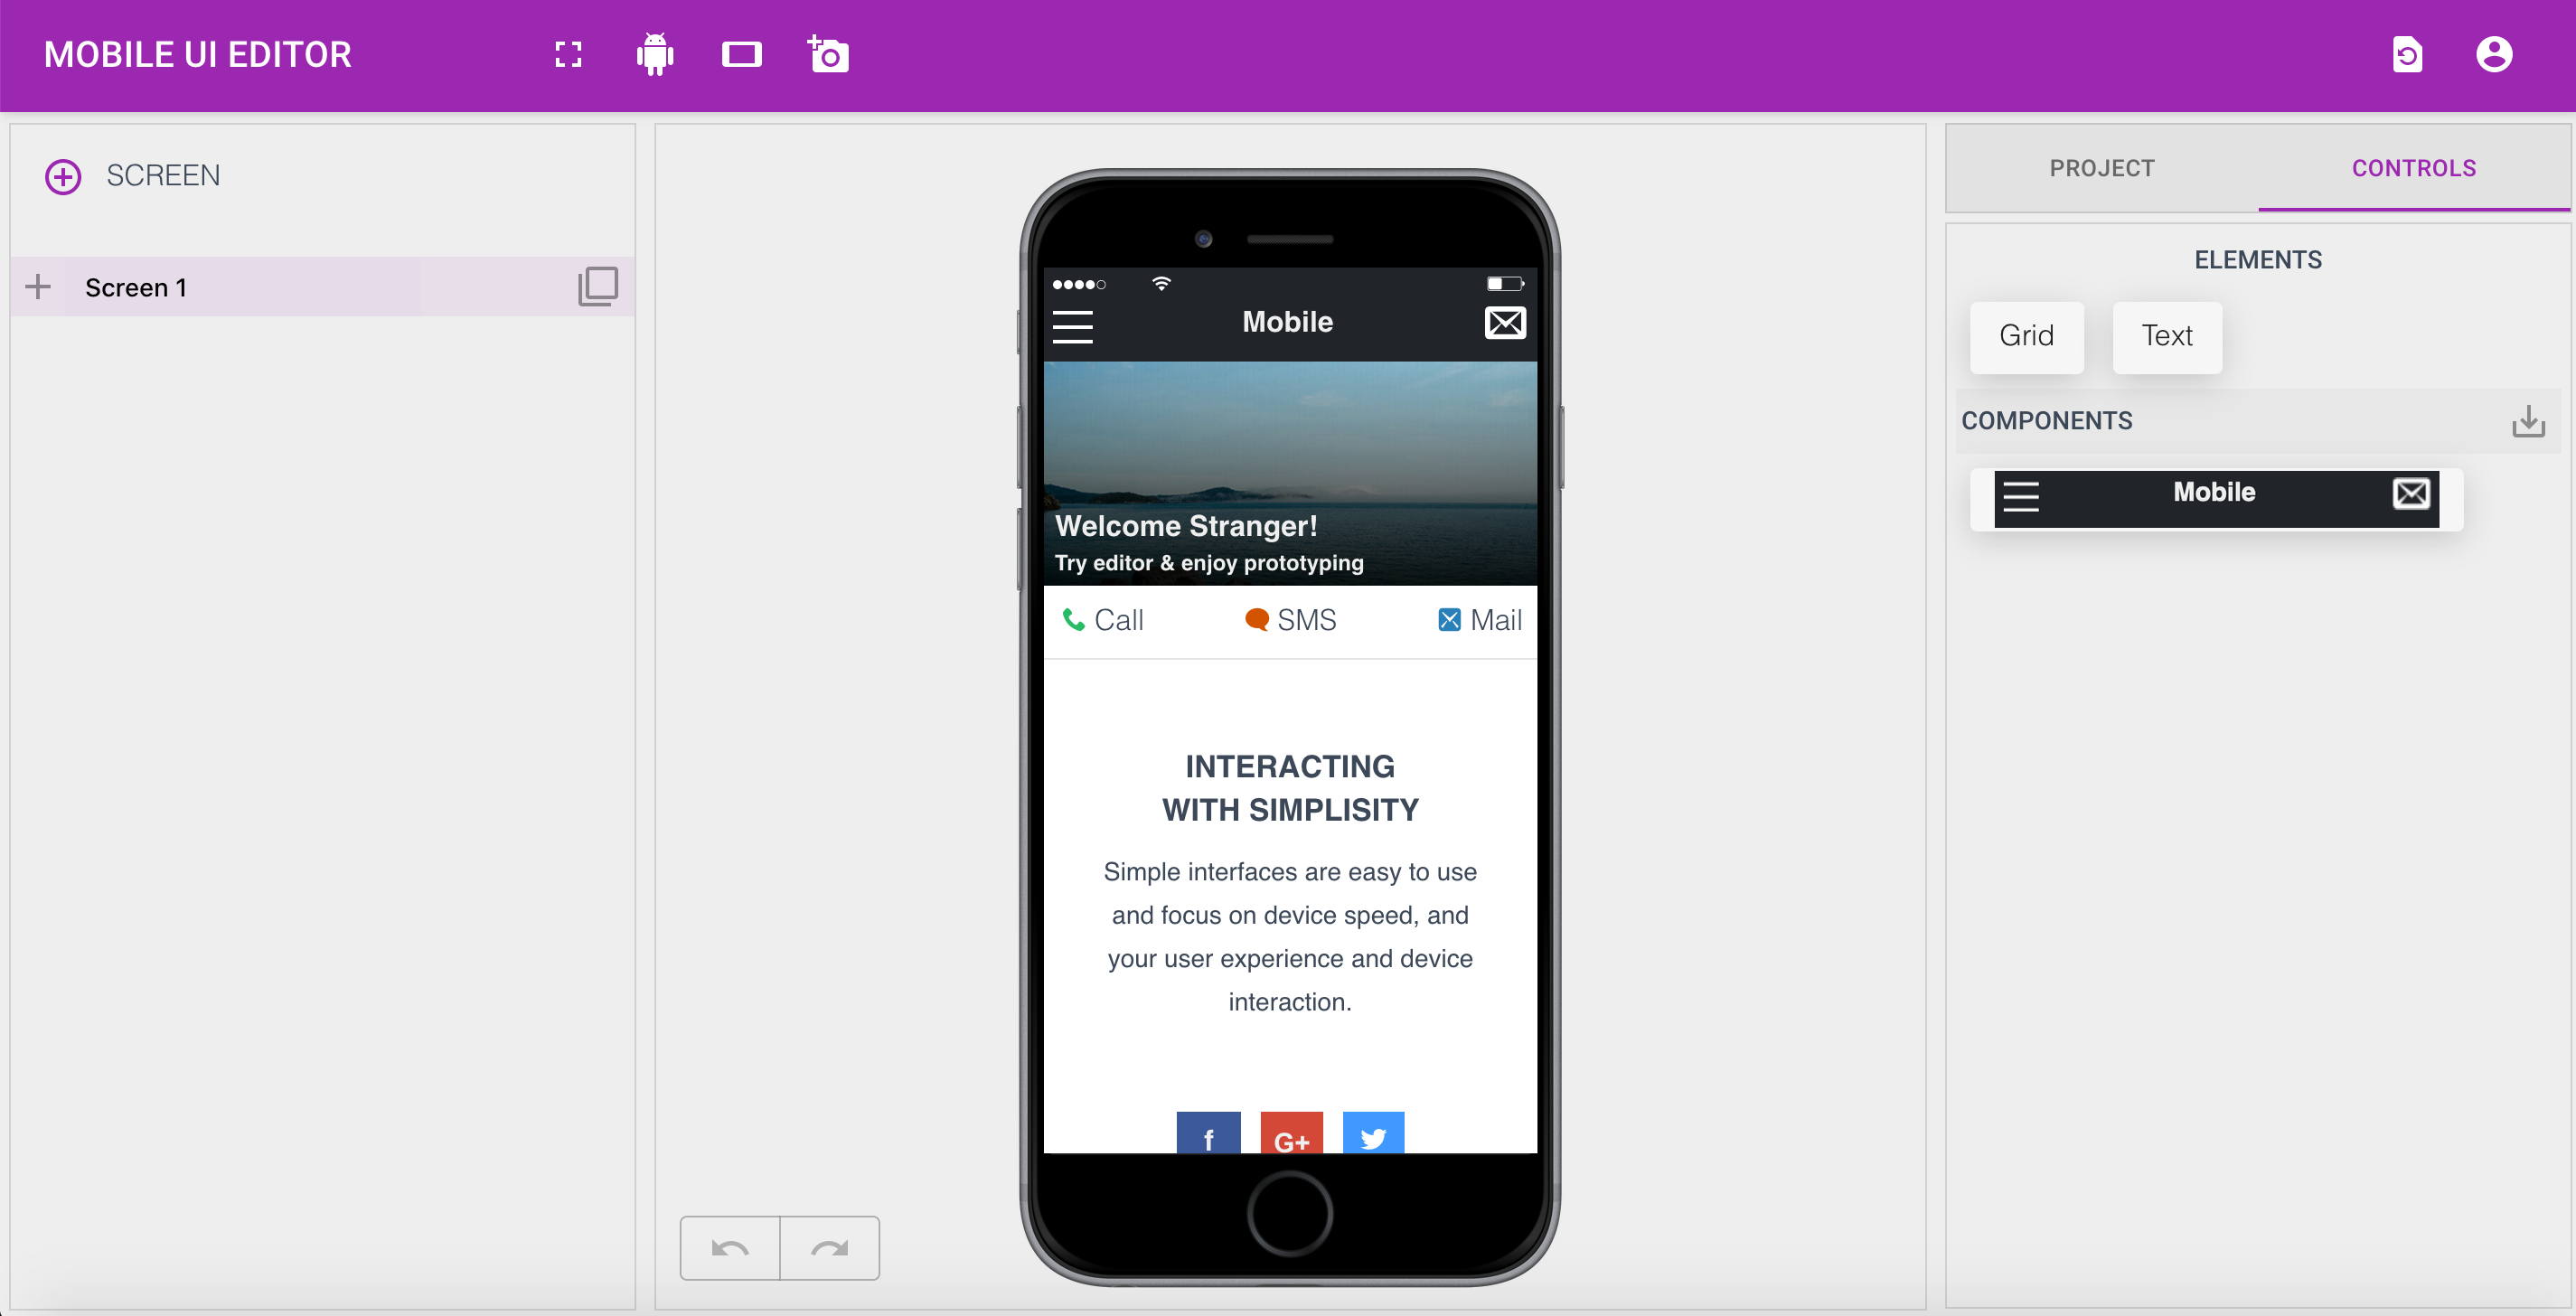 MOBILE UI EDITOR
SCREEN
Screen 1
Mobile
Welcome Stranger!
Try editor & enjoy prototyping
Call SMS Mail
INTERACTING
WITH SIMPLISITY
Simple interfaces are easy to use
and focus on device speed, and
your user experience and device
interaction.
f G+
PROJECT CONTROLS
ELEMENTS
Grid Text
COMPONENTS
Mobile